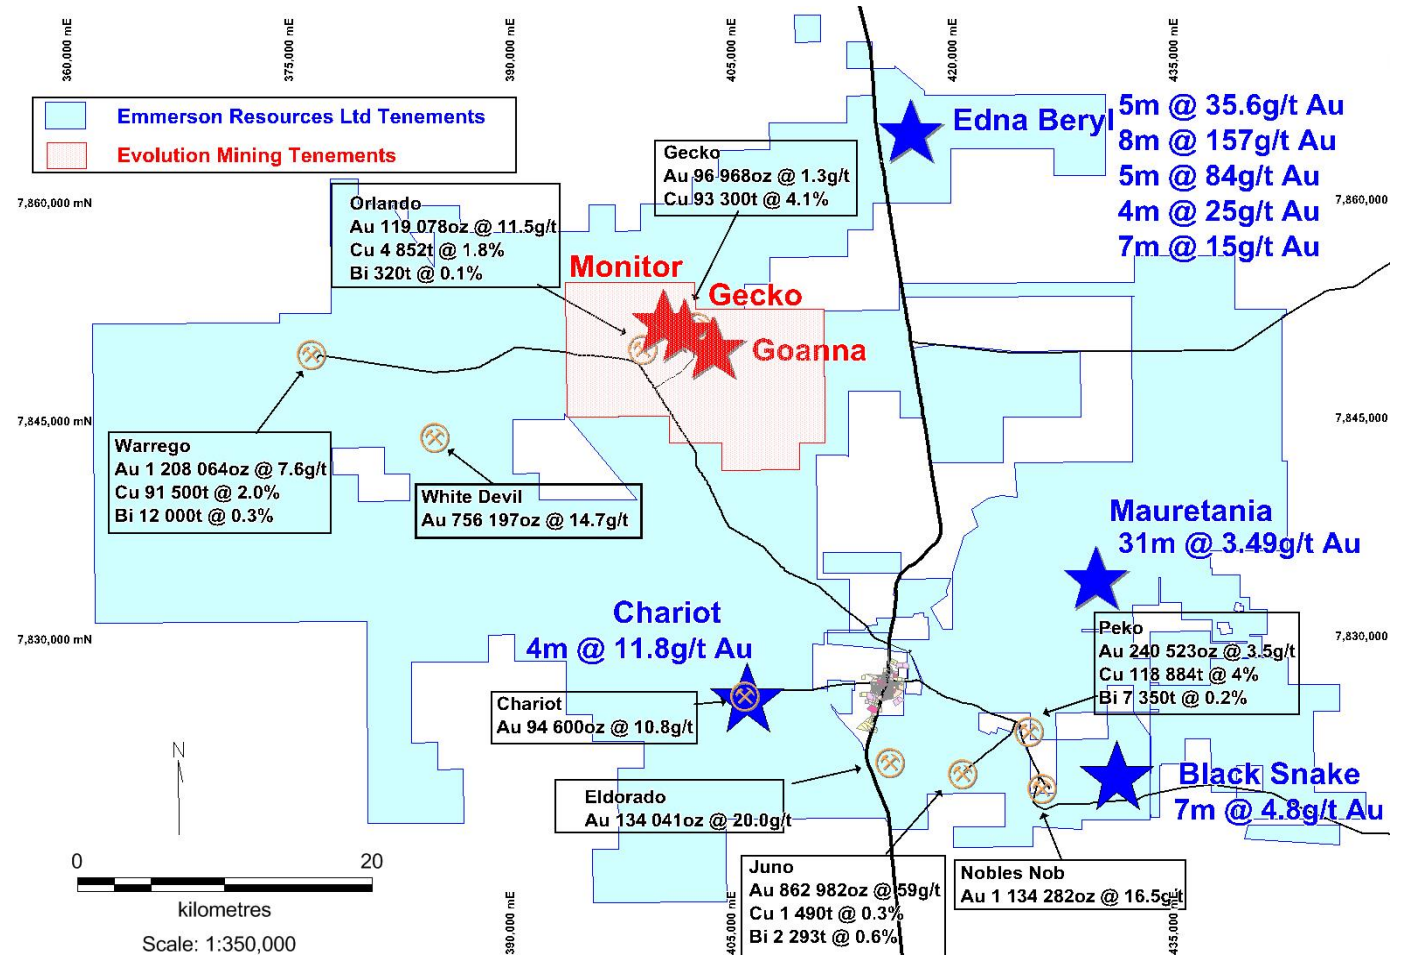 360,000 mE
375,000 mE
390,000 mE
405,000 mE
420,000 mE
435,000 mE
Emmerson Resources Ltd Tenements
Evolution Mining Tenements
Edna Beryl
5m @ 35.6g/t Au
8m @ 157g/t Au
5m @ 84g/t Au
4m @ 25g/t Au
7m @ 15g/t Au
Gecko
Au 96 968oz @ 1.3g/t
Cu 93 300t @ 4.1%
7,860,000 mN
7,860,000
Orlando
Au 119 078oz @ 11.5g/t
Cu 4 852t @ 1.8%
Bi 320t @ 0.1%
Monitor
Gecko
Goanna
7,845,000 mN
7,845,000
Warrego
Au 1 208 064oz @ 7.6g/t
Cu 91 500t @ 2.0%
Bi 12 000t @ 0.3%
White Devil
Au 756 197oz @ 14.7g/t
Mauretania
31m @ 3.49g/t Au
Chariot
4m @ 11.8g/t Au
7,830,000 mN
7,830,000
Peko
Au 240 523oz @ 3.5g/t
Cu 118 884t @ 4%
Bi 7 350t @ 0.2%
Chariot
Au 94 600oz @ 10.8g/t
N
Black Snake
7m @ 4.8g/t Au
Eldorado
Au 134 041oz @ 20.0g/t
Juno
Au 862 982oz @ 59g/t
Cu 1 490t @ 0.3%
Bi 2 293t @ 0.6%
Nobles Nob
Au 1 134 282oz @ 16.5g/t
0 20
kilometres
Scale: 1:350,000
390,000 mE
405,000 mE
435,000 mE